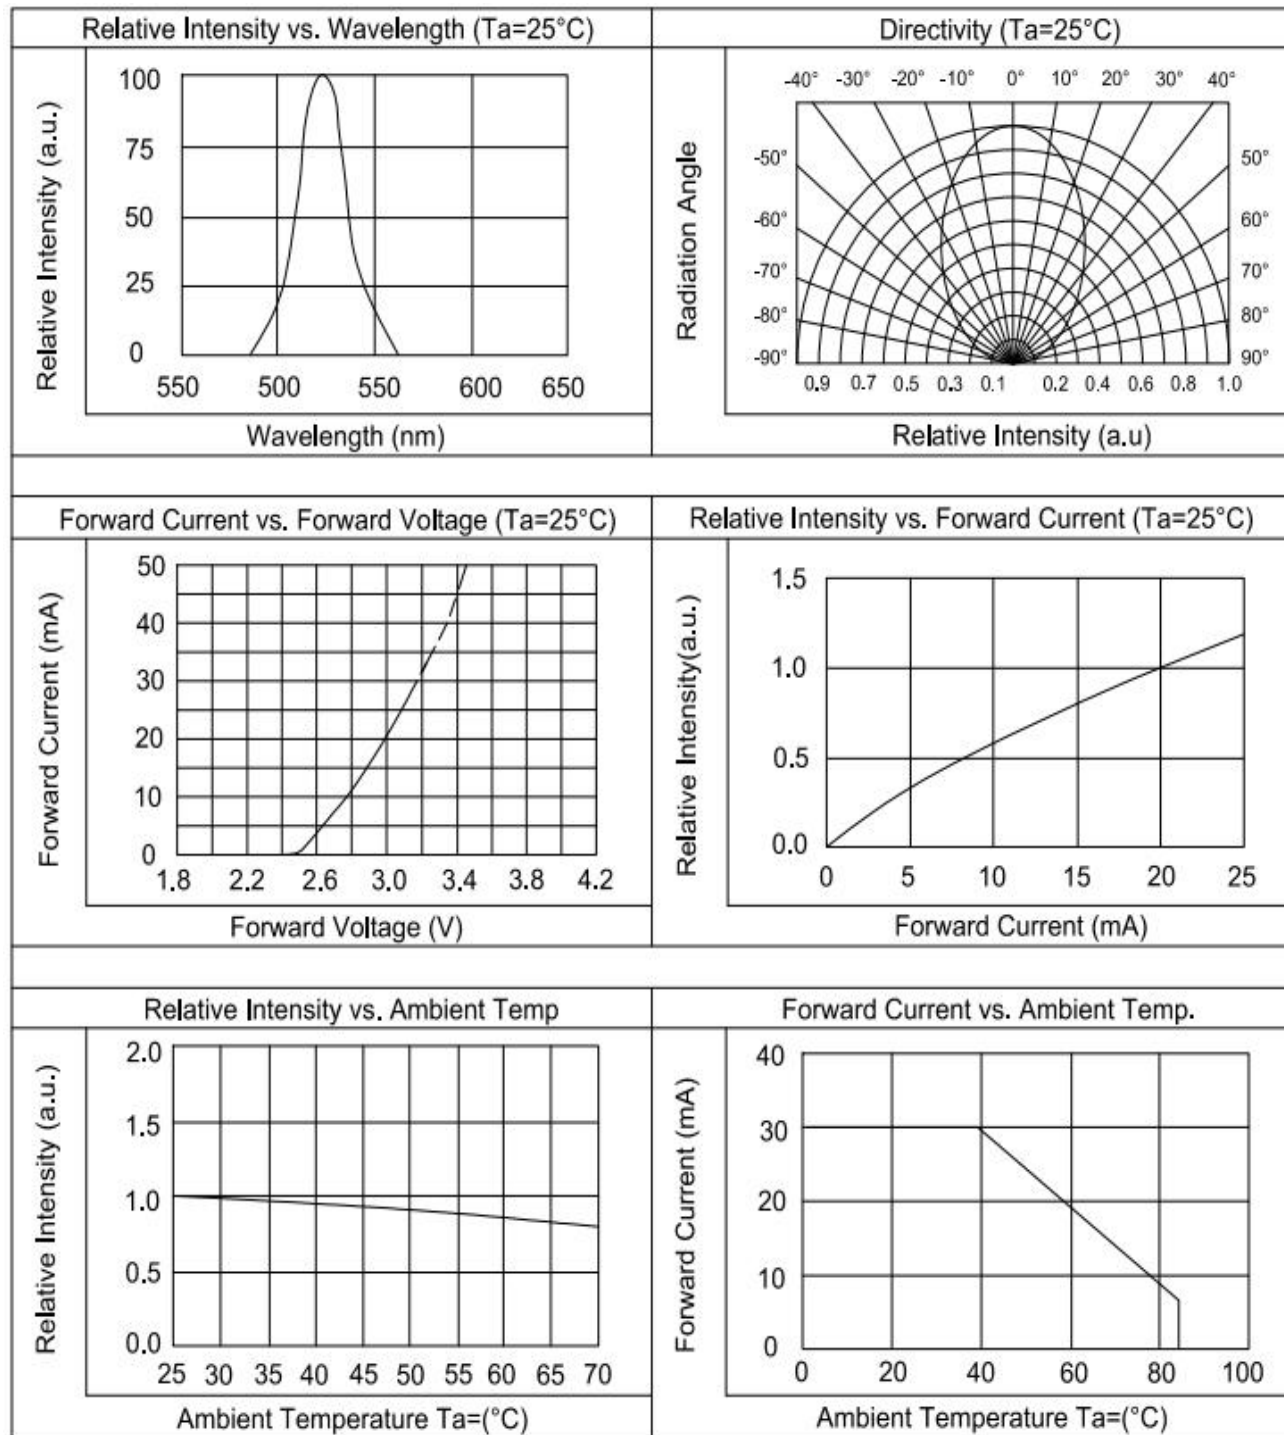 Relative Intensity vs. Wavelength (Ta=25°C)
Relative Intensity (a.u.)
100
75
50
25
0
550 500 550 600 650
Wavelength (nm)
Directivity (Ta=25°C)
Radiation Angle
-40° -30° -20° -10° 0° 10° 20° 30° 40°
-50° 50°
-60° 60°
-70° 70°
-80° 80°
-90° 90°
0.9 0.7 0.5 0.3 0.1 0.2 0.4 0.6 0.8 1.0
Relative Intensity (a.u)
Forward Current vs. Forward Voltage (Ta=25°C)
Forward Current (mA)
50
40
30
20
10
0
1.8 2.2 2.6 3.0 3.4 3.8 4.2
Forward Voltage (V)
Relative Intensity vs. Forward Current (Ta=25°C)
Relative Intensity(a.u.)
1.5
1.0
0.5
0.0
0 5 10 15 20 25
Forward Current (mA)
Relative Intensity vs. Ambient Temp
Relative Intensity (a.u.)
2.0
1.5
1.0
0.5
0.0
25 30 35 40 45 50 55 60 65 70
Ambient Temperature Ta=(°C)
Forward Current vs. Ambient Temp.
Forward Current (mA)
40
30
20
10
0
0 20 40 60 80 100
Ambient Temperature Ta=(°C)